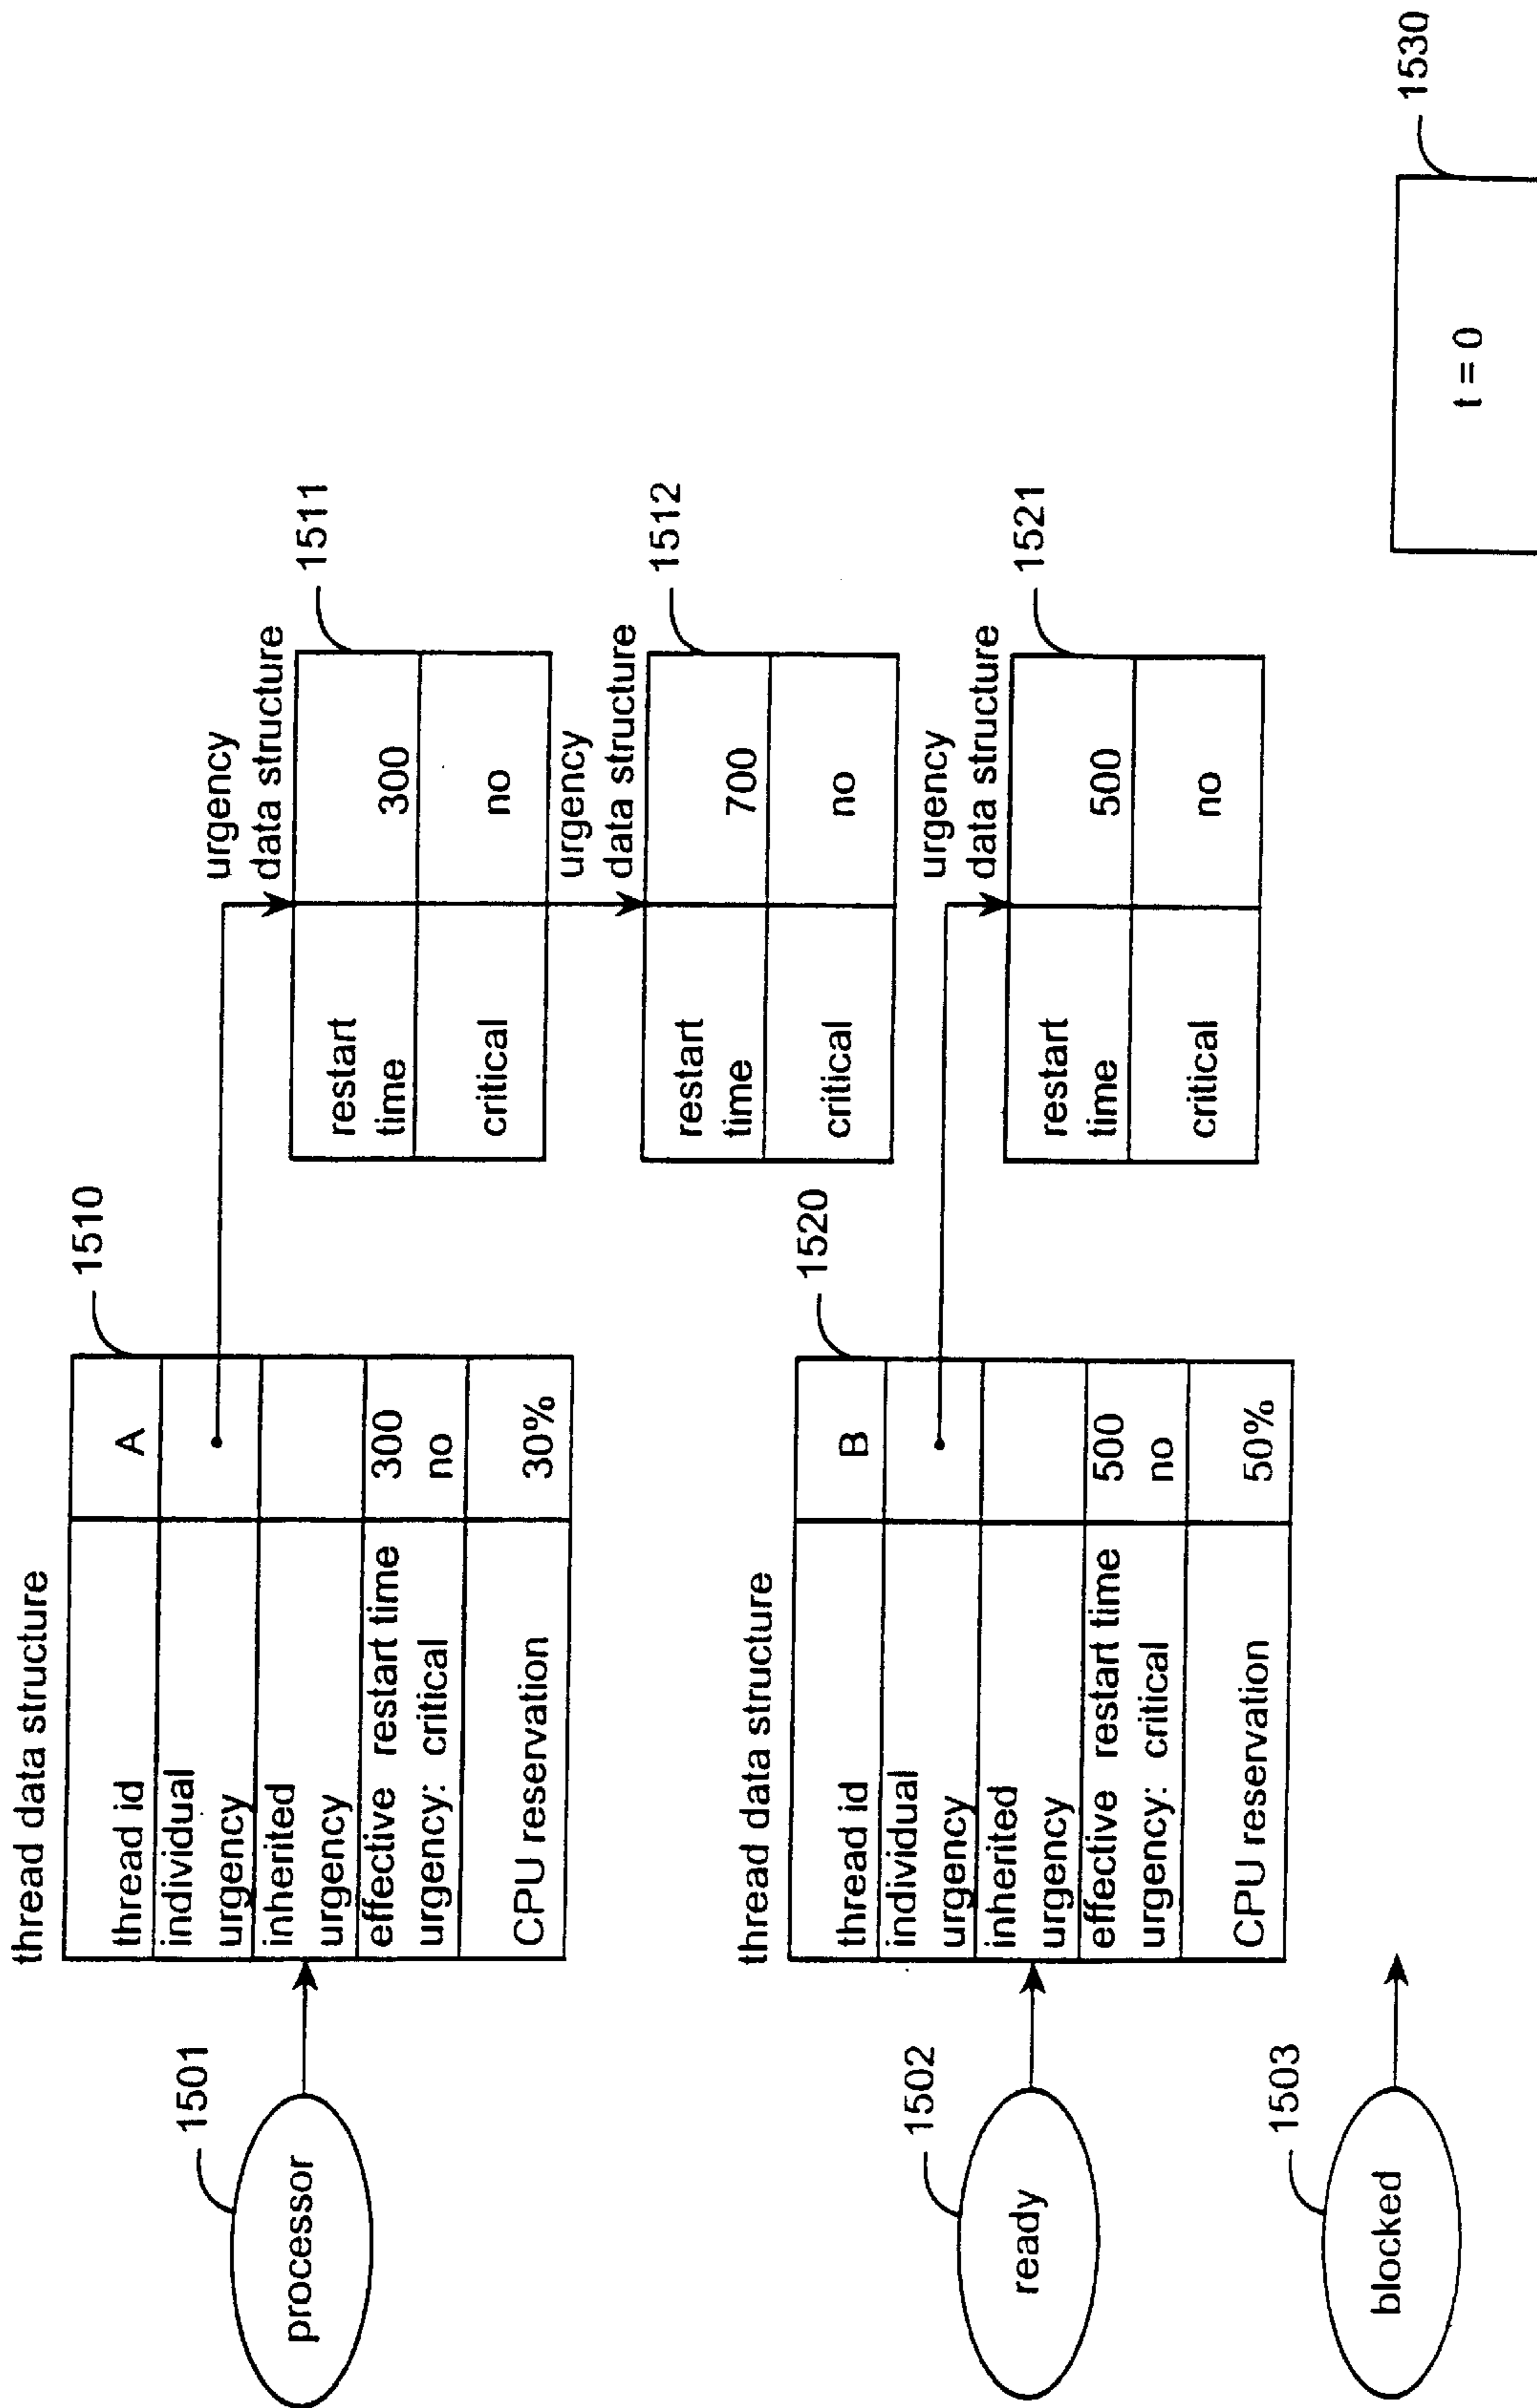 thread data structure
1510
thread id A
individual
urgency
inherited
urgency
effective restart time 300
urgency: critical no
CPU reservation 30%
1501
processor
urgency
data structure
1511
restart
time 300
critical no
urgency
data structure
1512
restart
time 700
critical no
thread data structure
1520
thread id B
individual
urgency
inherited
urgency
effective restart time 500
urgency: critical no
CPU reservation 50%
1502
ready
urgency
data structure
1521
restart
time 500
critical no
1503
blocked
1530
t = 0